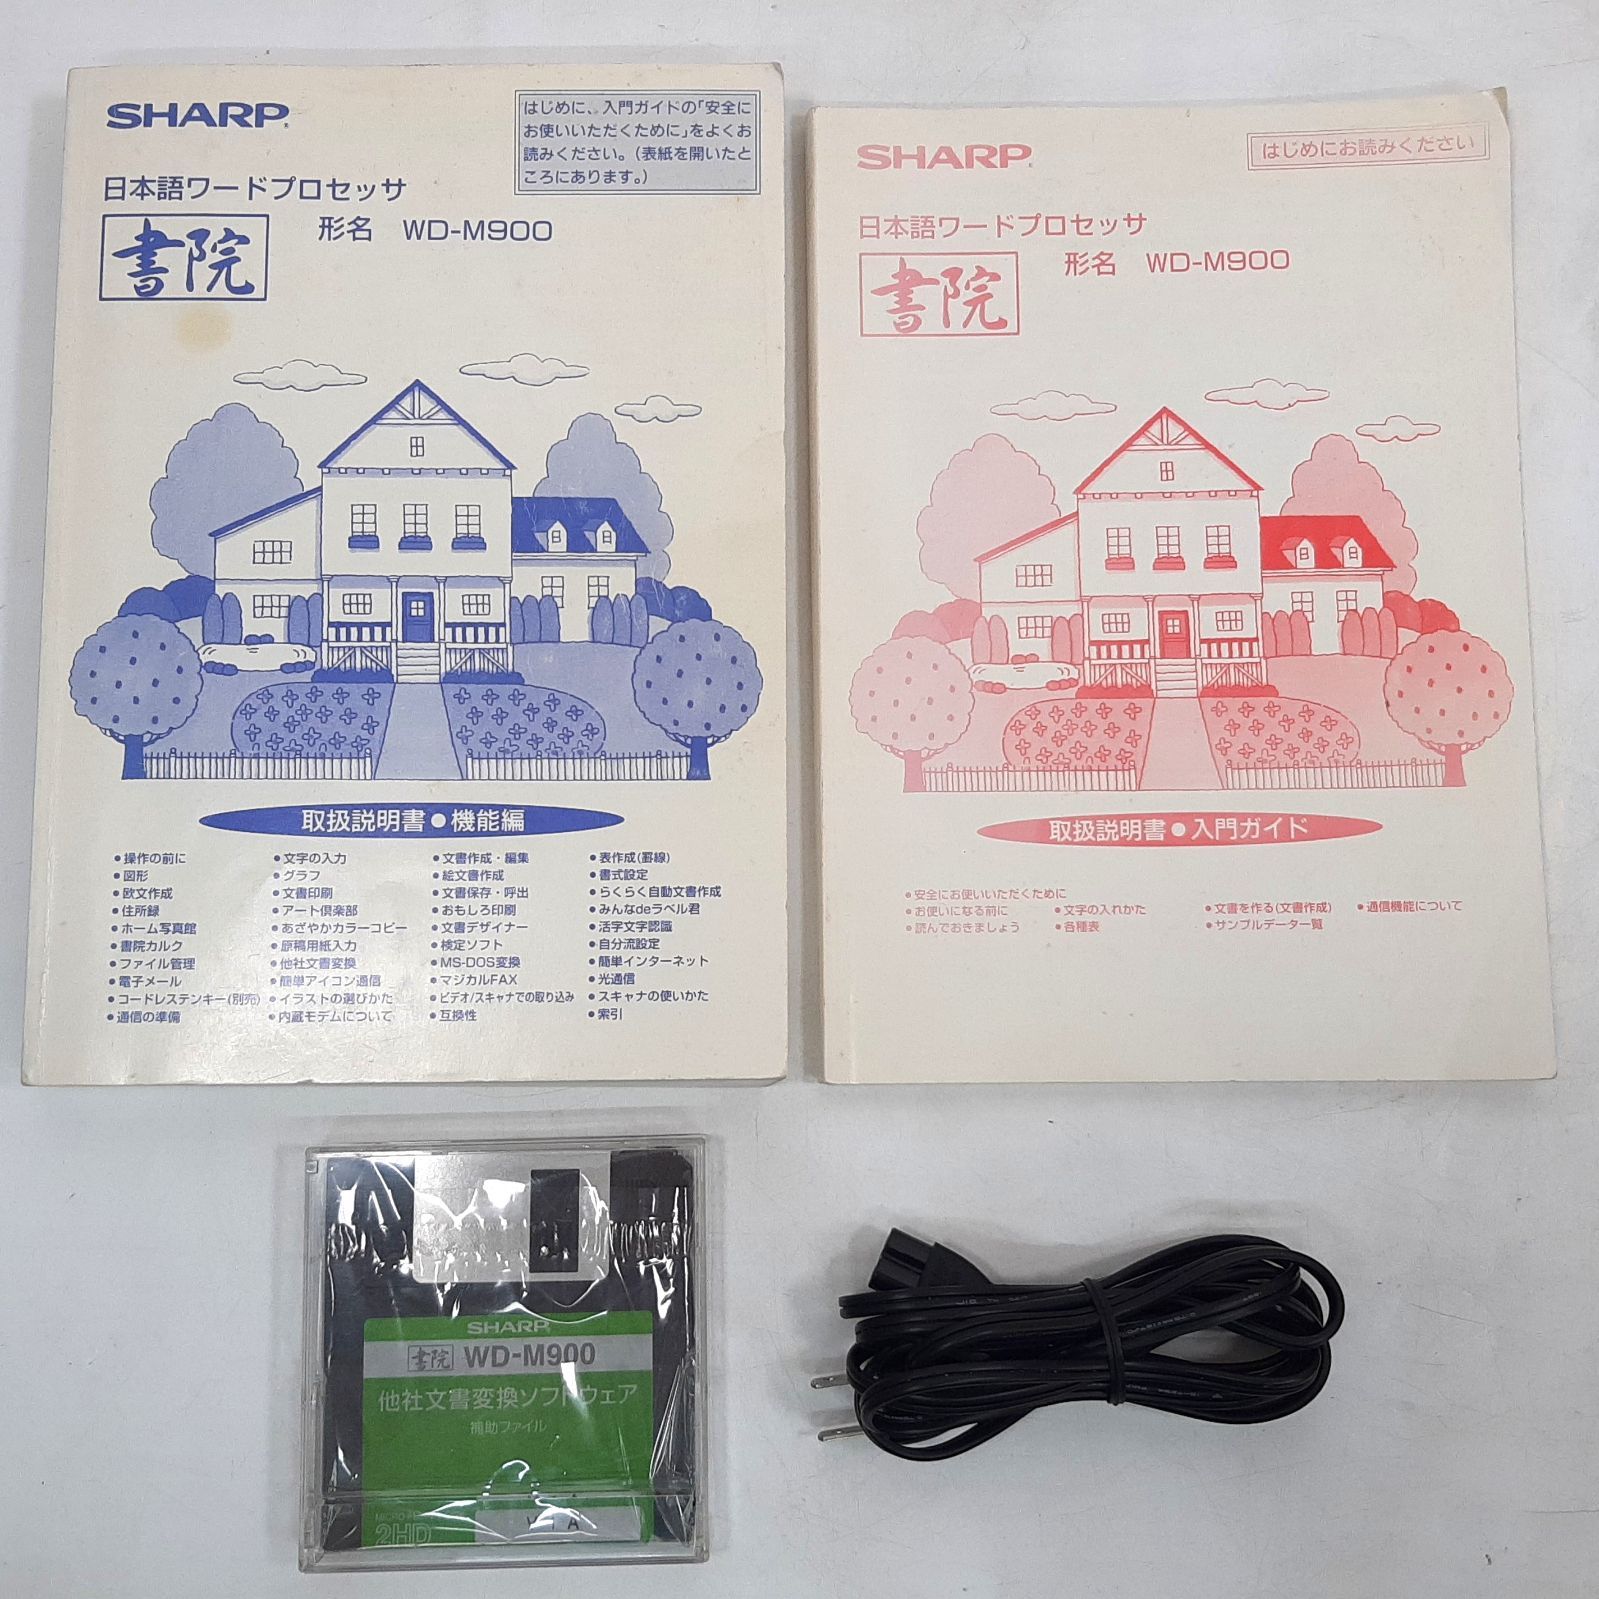 SHARP
はじめに、入門ガイドの「安全に
お使いいただくために」をよくお
読みください。(表紙を開いたと
ころにあります。)
日本語ワードプロセッサ
書院
形名 WD-M900
取扱説明書●機能編
●操作の前に ●文字の入力 ●文書作成・編集 ●表作成(罫線)
●図形 ●グラフ ●絵文書作成 ●書式設定
●欧文作成 ●文書印刷 ●文書保存・呼出 ●らくらく自動文書作成
●住所録 ●アート倶楽部 ●おもしろ印刷 ●みんなdeラベル君
●ホーム写真館 ●あざやかカラーコピー ●文書デザイナー ●活字文字認識
●書院カルク ●原稿用紙入力 ●検定ソフト ●自分流設定
●ファイル管理 ●他社文書変換 ●MS-DOS変換 ●簡単インターネット
●電子メール ●簡単アイコン通信 ●マジカルFAX ●光通信
●コードレステンキー(別売) ●イラストの選びかた ●ビデオ/スキャナでの取り込み ●スキャナの使いかた
●通信の準備 ●内蔵モデムについて ●互換性 ●索引
SHARP
はじめにお読みください
日本語ワードプロセッサ
書院
形名 WD-M900
取扱説明書●入門ガイド
●安全にお使いいただくために
●お使いになる前に ●文字の入れかた ●文書を作る(文書作成) ●通信機能について
●読んでおきましょう ●各種表 ●サンプルデータ一覧
SHARP
書院 WD-M900
他社文書変換ソフトウェア
補助ファイル
2HD